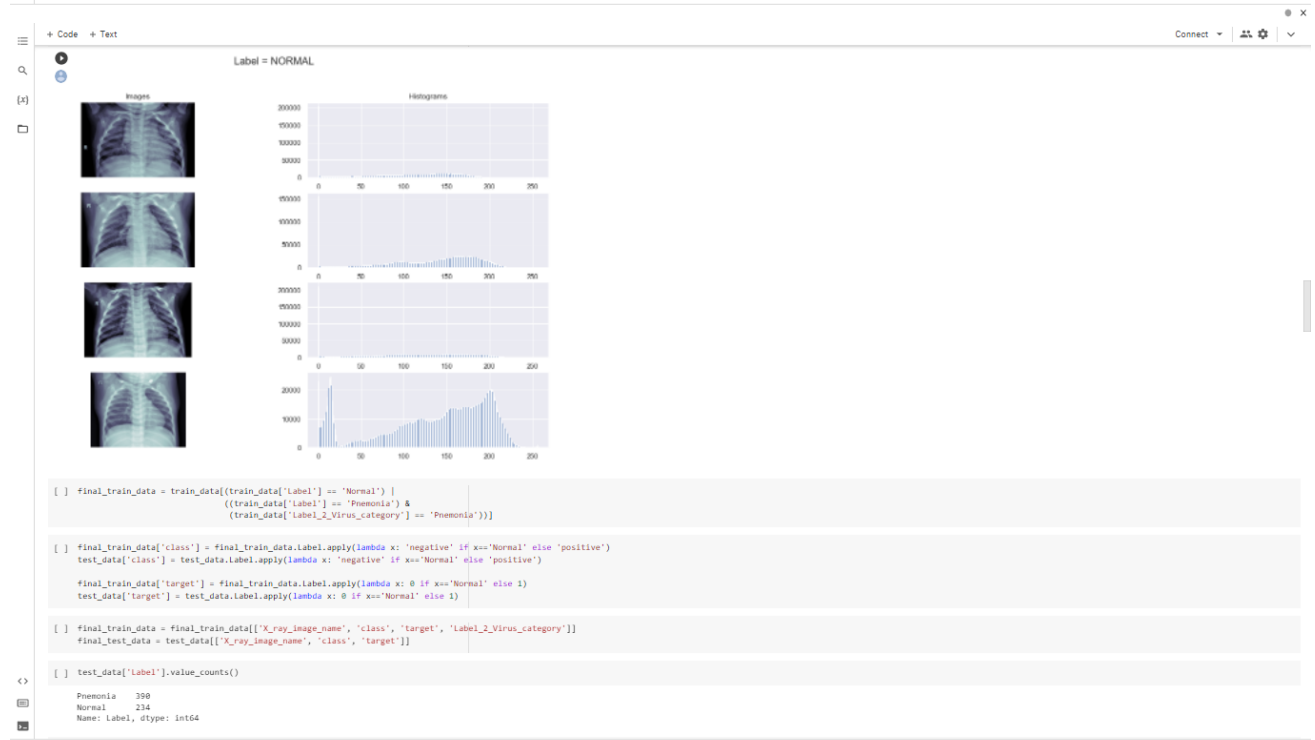 + Code + Text
Connect
{x}
Label = NORMAL
Images
Histograms
200000
150000
100000
50000
0
0 50 100 150 200 250
150000
100000
50000
0
0 50 100 150 200 250
200000
150000
100000
50000
0
0 50 100 150 200 250
20000
10000
0
0 50 100 150 200 250
[ ] final_train_data = train_data[(train_data['Label'] == 'Normal') |
((train_data['Label'] == 'Pnemonia') &
(train_data['Label_2_Virus_category'] == 'Pnemonia'))]
[ ] final_train_data['class'] = final_train_data.Label.apply(lambda x: 'negative' if x=='Normal' else 'positive')
test_data['class'] = test_data.Label.apply(lambda x: 'negative' if x=='Normal' else 'positive')
final_train_data['target'] = final_train_data.Label.apply(lambda x: 0 if x=='Normal' else 1)
test_data['target'] = test_data.Label.apply(lambda x: 0 if x=='Normal' else 1)
[ ] final_train_data = final_train_data[['X_ray_image_name', 'class', 'target', 'Label_2_Virus_category']]
final_test_data = test_data[['X_ray_image_name', 'class', 'target']]
[ ] test_data['Label'].value_counts()
Pnemonia 390
Normal 234
Name: Label, dtype: int64